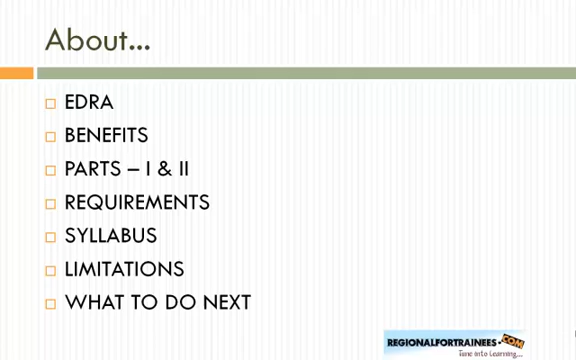 About...
EDRA
BENEFITS
PARTS – I & II
REQUIREMENTS
SYLLABUS
LIMITATIONS
WHAT TO DO NEXT
REGIONALFORTRAINEES.COM
Tune into Learning...